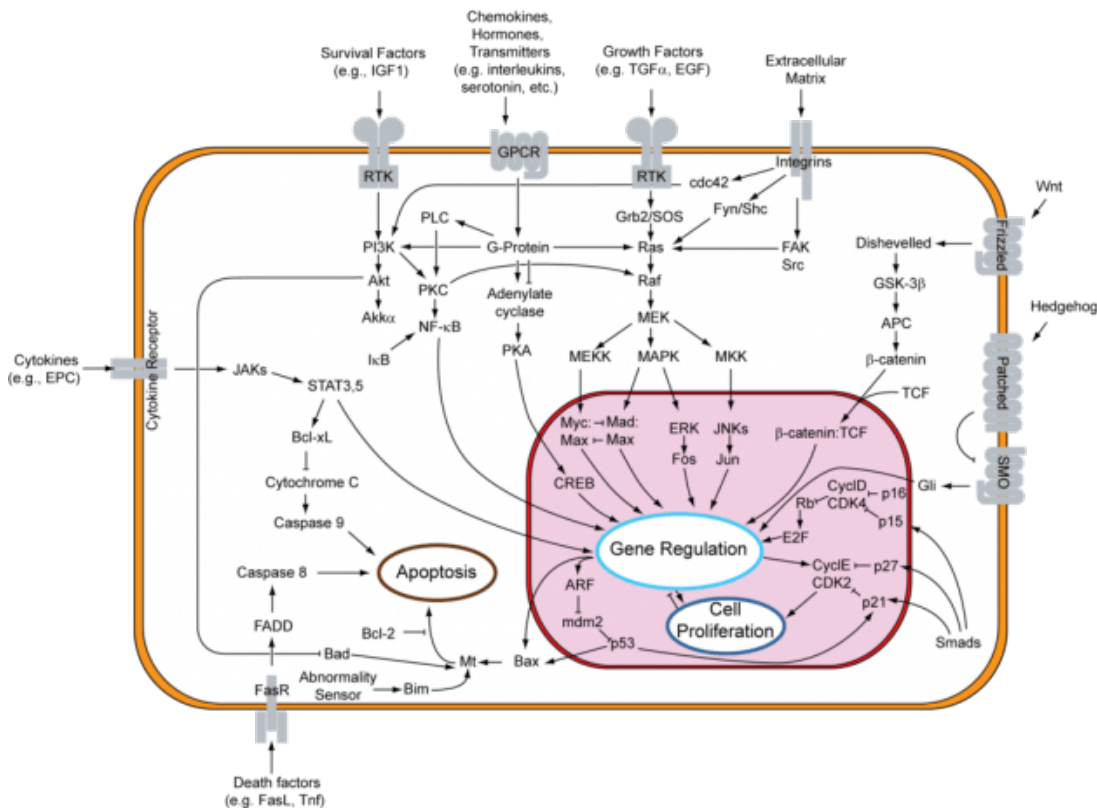 Chemokines,
Hormones,
Transmitters
(e.g. interleukins,
serotonin, etc.)
Survival Factors
(e.g., IGF1)
Growth Factors
(e.g. TGFα, EGF)
Extracellular
Matrix
GPCR
RTK
RTK
Integrins
cdc42
Fyn/Shc
Grb2/SOS
PLC
PI3K
G-Protein
Ras
FAK
Src
Akt
PKC
Adenylate
cyclase
Raf
Akkα
NF-κB
MEK
IκB
PKA
MEKK
MAPK
MKK
Wnt
Frizzled
Dishevelled
GSK-3β
APC
β-catenin
TCF
Hedgehog
Patched
SMO
Gli
Cytokines
(e.g., EPC)
Cytokine Receptor
JAKs
STAT3,5
Bcl-xL
Cytochrome C
Caspase 9
Caspase 8
Apoptosis
FADD
Bcl-2
Bad
Mt
Bax
Abnormality
Sensor
Bim
FasR
Death factors
(e.g. FasL, Tnf)
Myc:
Max
Mad:
Max
ERK
Fos
JNKs
Jun
β-catenin:TCF
CREB
Gene Regulation
Rb
CyclD
CDK4
p16
p15
E2F
CyclE
CDK2
p27
p21
ARF
mdm2
p53
Cell
Proliferation
Smads